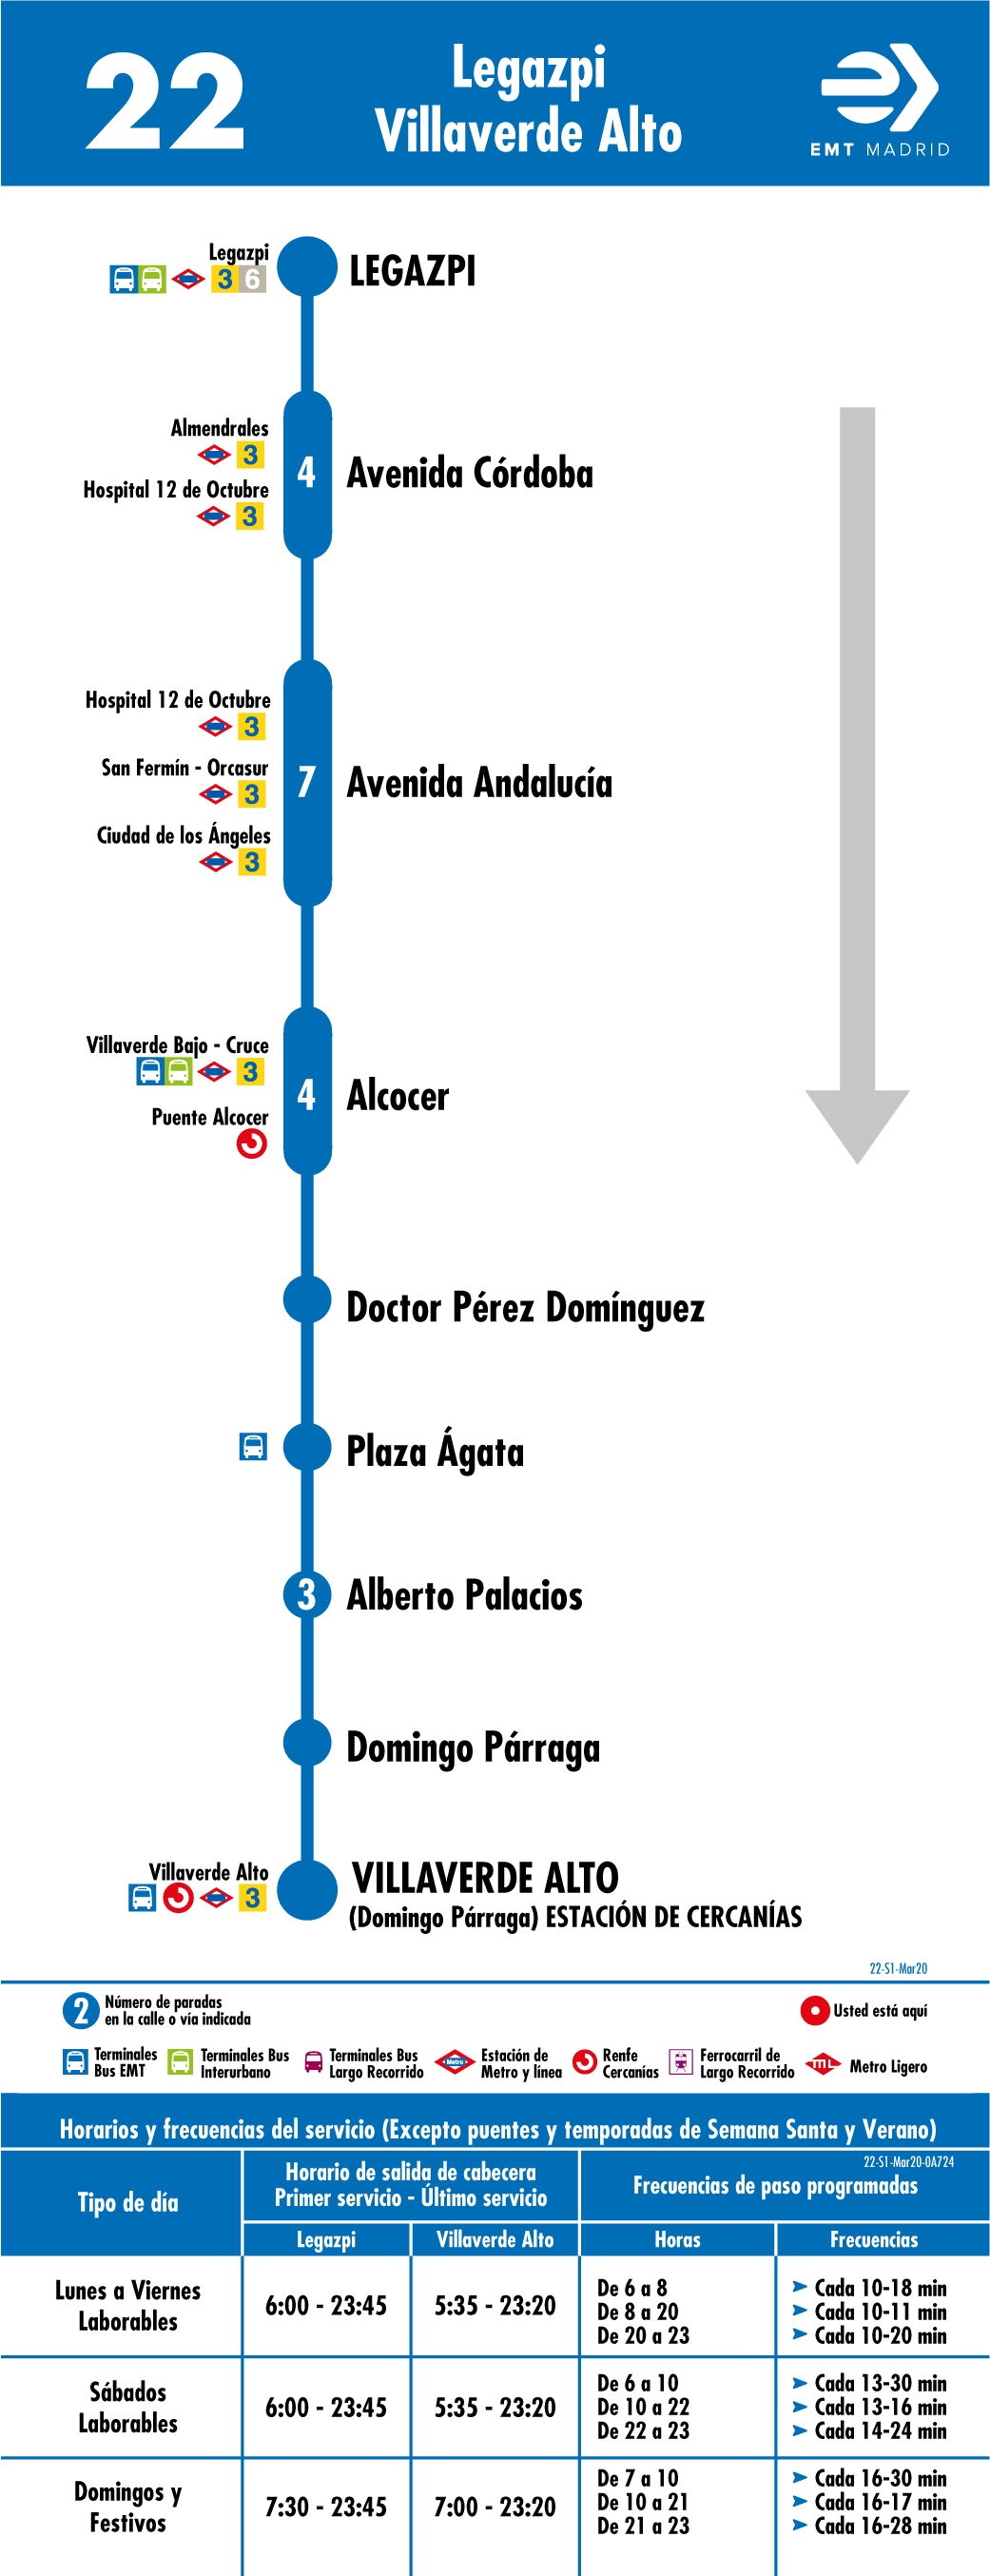 22
Legazpi
Villaverde Alto
EMT MADRID
Legazpi
3 6
LEGAZPI
Almendrales
3
Hospital 12 de Octubre
3
4
Avenida Córdoba
Hospital 12 de Octubre
3
San Fermín - Orcasur
3
Ciudad de los Ángeles
3
7
Avenida Andalucía
Villaverde Bajo - Cruce
3
Puente Alcocer
4
Alcocer
Doctor Pérez Domínguez
Plaza Ágata
3
Alberto Palacios
Domingo Párraga
Villaverde Alto
3
VILLAVERDE ALTO
(Domingo Párraga) ESTACIÓN DE CERCANÍAS
22-S1-Mar20
2
Número de paradas
en la calle o vía indicada
Usted está aquí
Terminales
Bus EMT
Terminales Bus
Interurbano
Terminales Bus
Largo Recorrido
Metro
Estación de
Metro y línea
Renfe
Cercanías
Ferrocarril de
Largo Recorrido
ML
Metro Ligero
Horarios y frecuencias del servicio (Excepto puentes y temporadas de Semana Santa y Verano)
22-S1-Mar20-0A724
Tipo de día
Horario de salida de cabecera
Primer servicio - Último servicio
Frecuencias de paso programadas
Legazpi
Villaverde Alto
Horas
Frecuencias
Lunes a Viernes
Laborables
6:00 - 23:45
5:35 - 23:20
De 6 a 8
Cada 10-18 min
De 8 a 20
Cada 10-11 min
De 20 a 23
Cada 10-20 min
Sábados
Laborables
6:00 - 23:45
5:35 - 23:20
De 6 a 10
Cada 13-30 min
De 10 a 22
Cada 13-16 min
De 22 a 23
Cada 14-24 min
Domingos y
Festivos
7:30 - 23:45
7:00 - 23:20
De 7 a 10
Cada 16-30 min
De 10 a 21
Cada 16-17 min
De 21 a 23
Cada 16-28 min